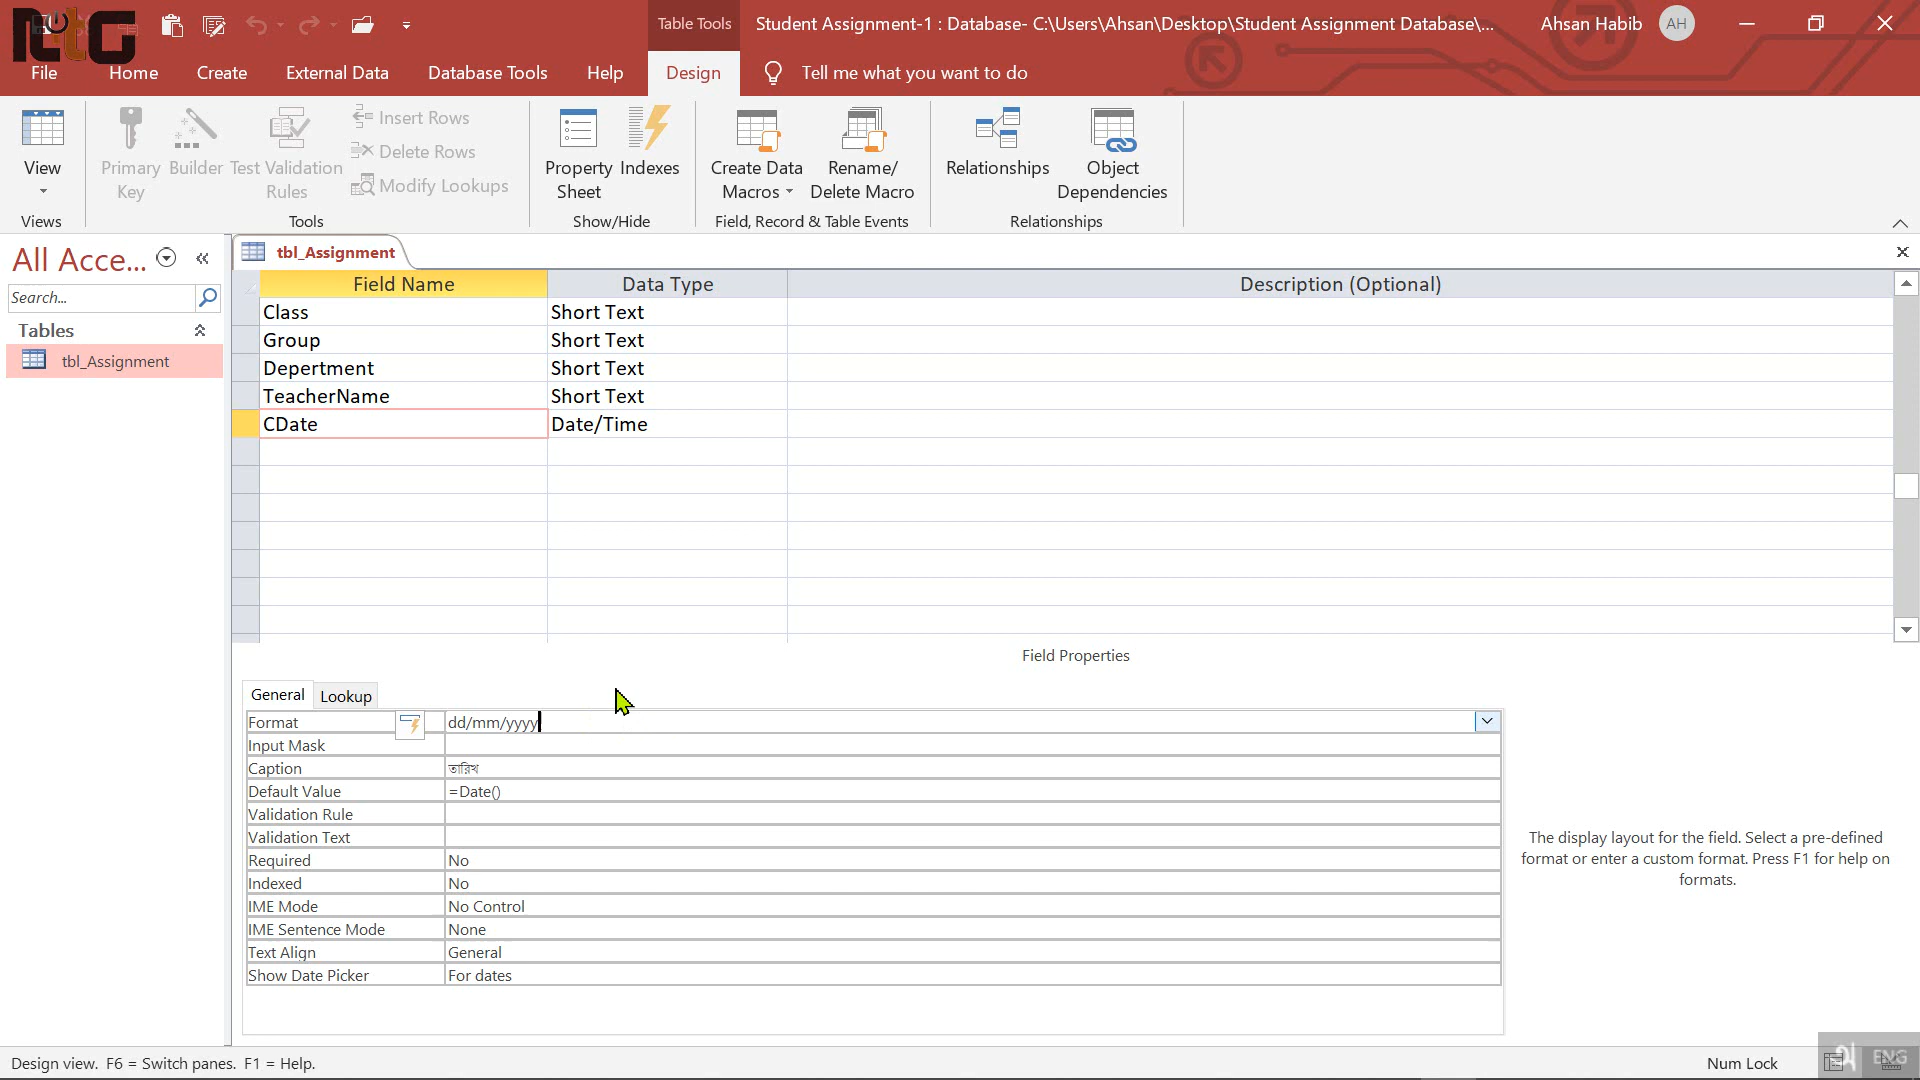 Table Tools
Student Assignment-1 : Database- C:\Users\Ahsan\Desktop\Student Assignment Database\...
Ahsan Habib
AH
File
Home
Create
External Data
Database Tools
Help
Design
Tell me what you want to do
View
Primary Key
Builder
Test Validation Rules
Insert Rows
Delete Rows
Modify Lookups
Property Sheet
Indexes
Create Data Macros
Rename/ Delete Macro
Relationships
Object Dependencies
Views
Tools
Show/Hide
Field, Record & Table Events
Relationships
All Acce...
Search...
Tables
tbl_Assignment
tbl_Assignment
Field Name
Data Type
Description (Optional)
Class
Short Text
Group
Short Text
Depertment
Short Text
TeacherName
Short Text
CDate
Date/Time
Field Properties
General
Lookup
Format
dd/mm/yyyy
Input Mask
Caption
তারিখ
Default Value
=Date()
Validation Rule
Validation Text
Required
No
Indexed
No
IME Mode
No Control
IME Sentence Mode
None
Text Align
General
Show Date Picker
For dates
The display layout for the field. Select a pre-defined
format or enter a custom format. Press F1 for help on
formats.
Design view. F6 = Switch panes. F1 = Help.
Num Lock
ENG